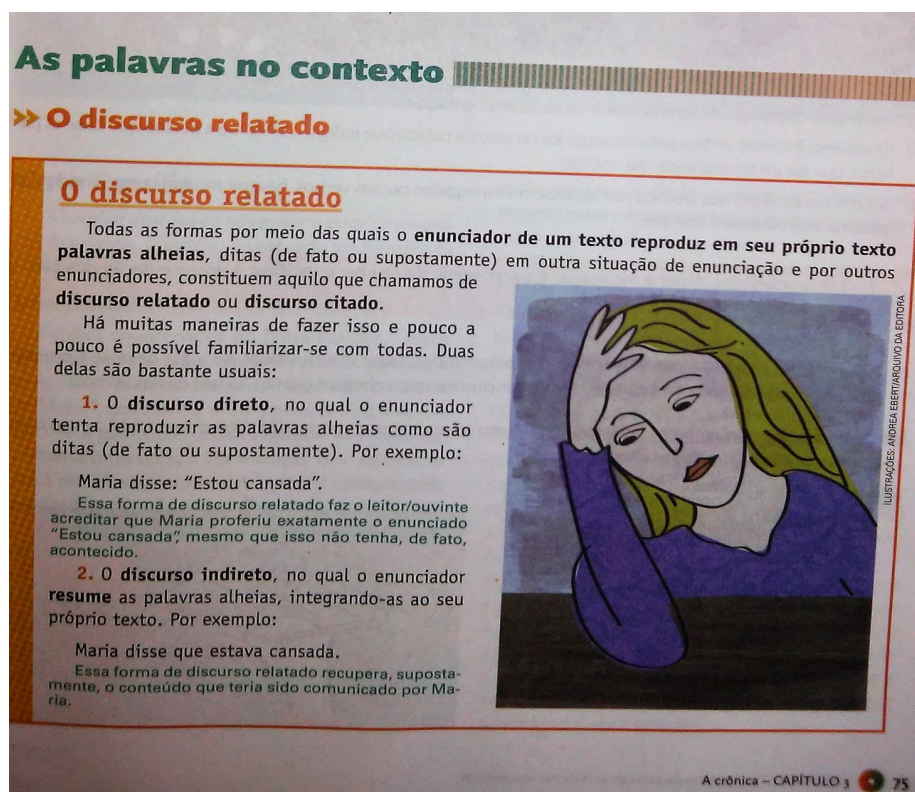 As palavras no contexto
>> O discurso relatado
O discurso relatado
Todas as formas por meio das quais o enunciador de um texto reproduz em seu próprio texto
palavras alheias, ditas (de fato ou supostamente) em outra situação de enunciação e por outros
enunciadores, constituem aquilo que chamamos de
discurso relatado ou discurso citado.
Há muitas maneiras de fazer isso e pouco a
pouco é possível familiarizar-se com todas. Duas
delas são bastante usuais:
1. O discurso direto, no qual o enunciador
tenta reproduzir as palavras alheias como são
ditas (de fato ou supostamente). Por exemplo:
Maria disse: “Estou cansada”.
Essa forma de discurso relatado faz o leitor/ouvinte
acreditar que Maria proferiu exatamente o enunciado
“Estou cansada”, mesmo que isso não tenha, de fato,
acontecido.
2. O discurso indireto, no qual o enunciador
resume as palavras alheias, integrando-as ao seu
próprio texto. Por exemplo:
Maria disse que estava cansada.
Essa forma de discurso relatado recupera, suposta-
mente, o conteúdo que teria sido comunicado por Ma-
ria.
ILUSTRAÇÕES: ANDREA EBERT/ARQUIVO DA EDITORA
A crônica – CAPÍTULO 3 75